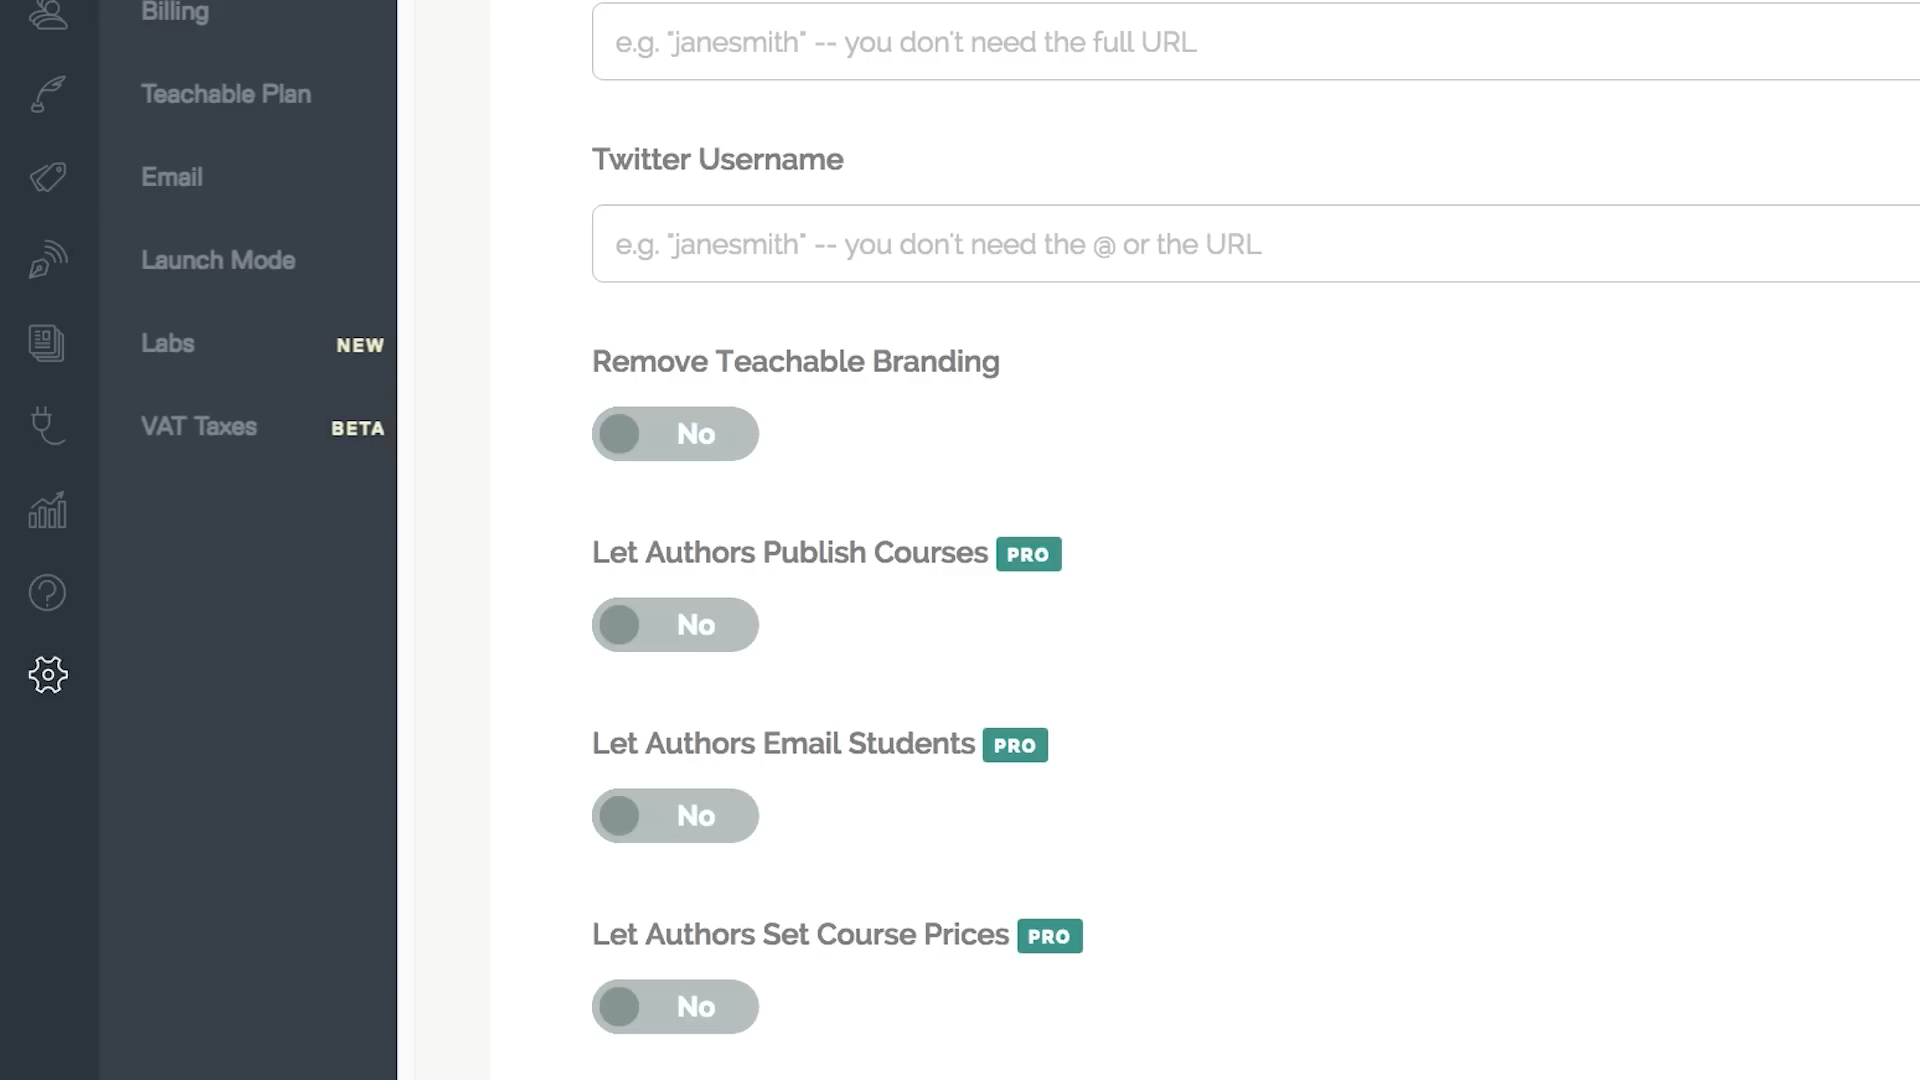 Billing
Teachable Plan
Email
Launch Mode
Labs NEW
VAT Taxes BETA
e.g. "janesmith" -- you don't need the full URL
Twitter Username
e.g. "janesmith" -- you don't need the @ or the URL
Remove Teachable Branding
No
Let Authors Publish Courses PRO
No
Let Authors Email Students PRO
No
Let Authors Set Course Prices PRO
No